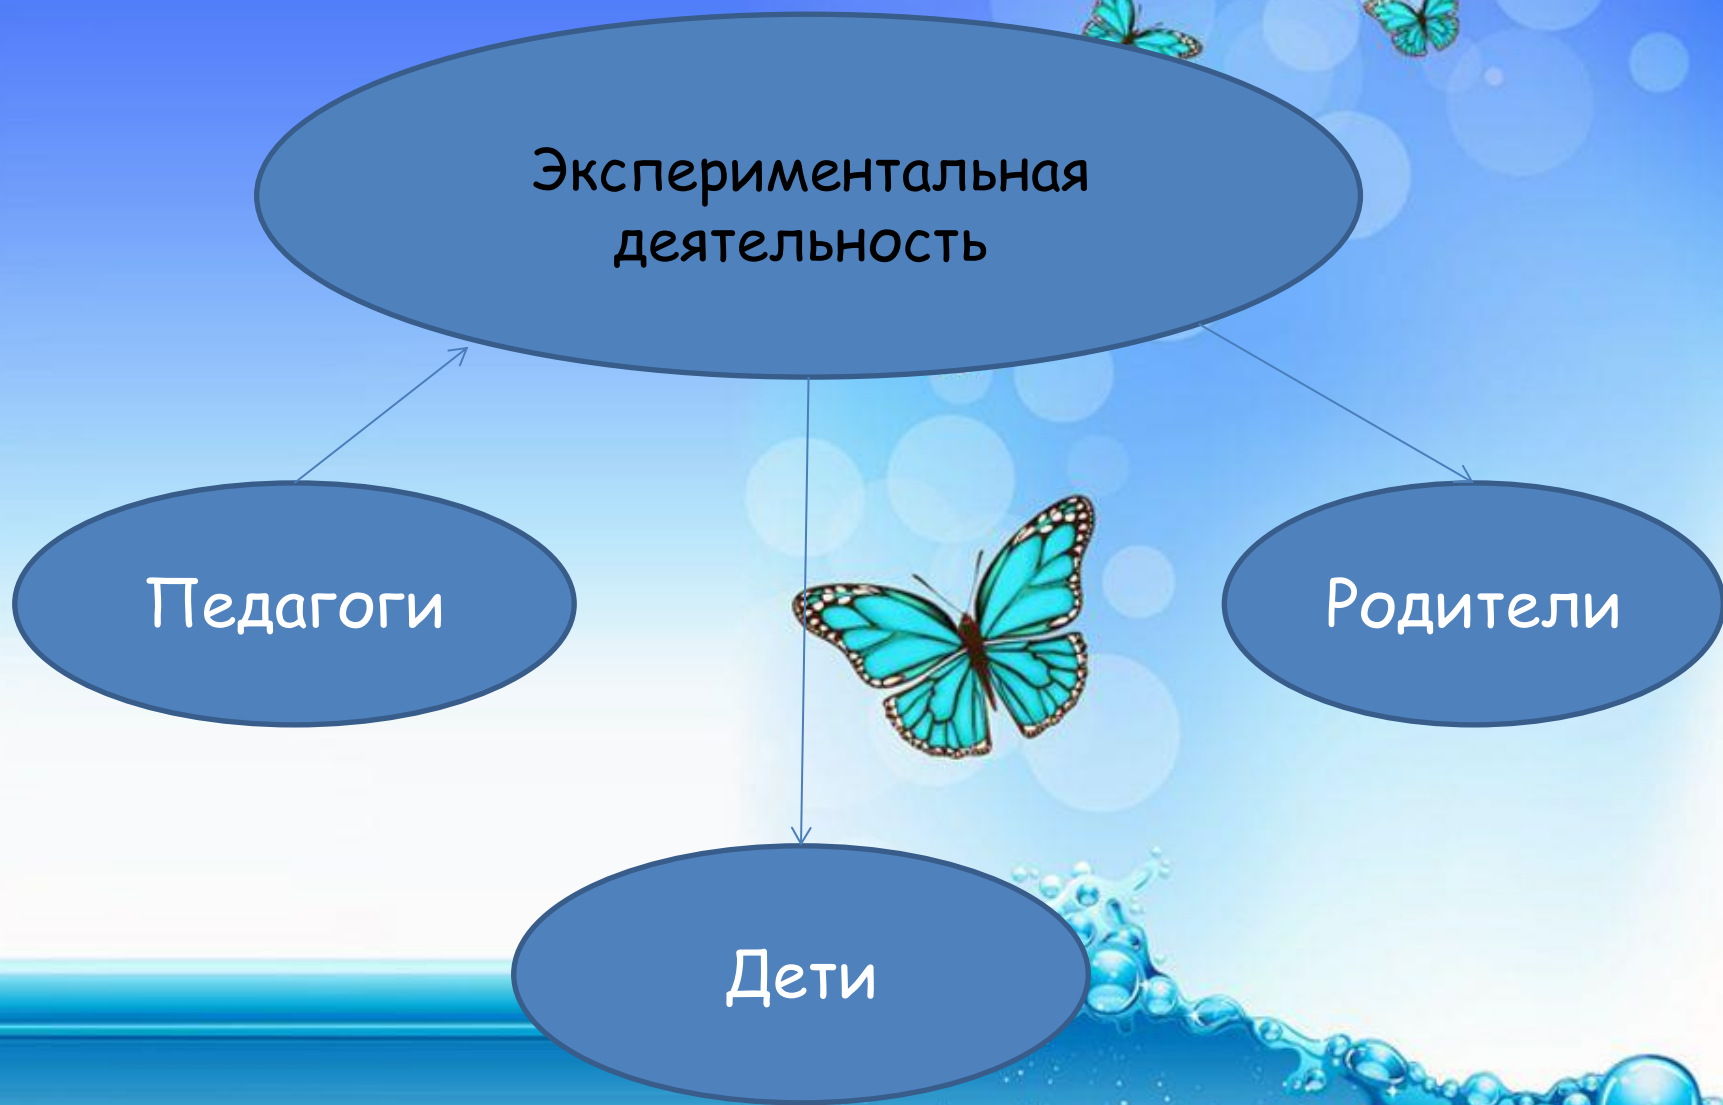 Экспериментальная
деятельность
Педагоги
Родители
Дети